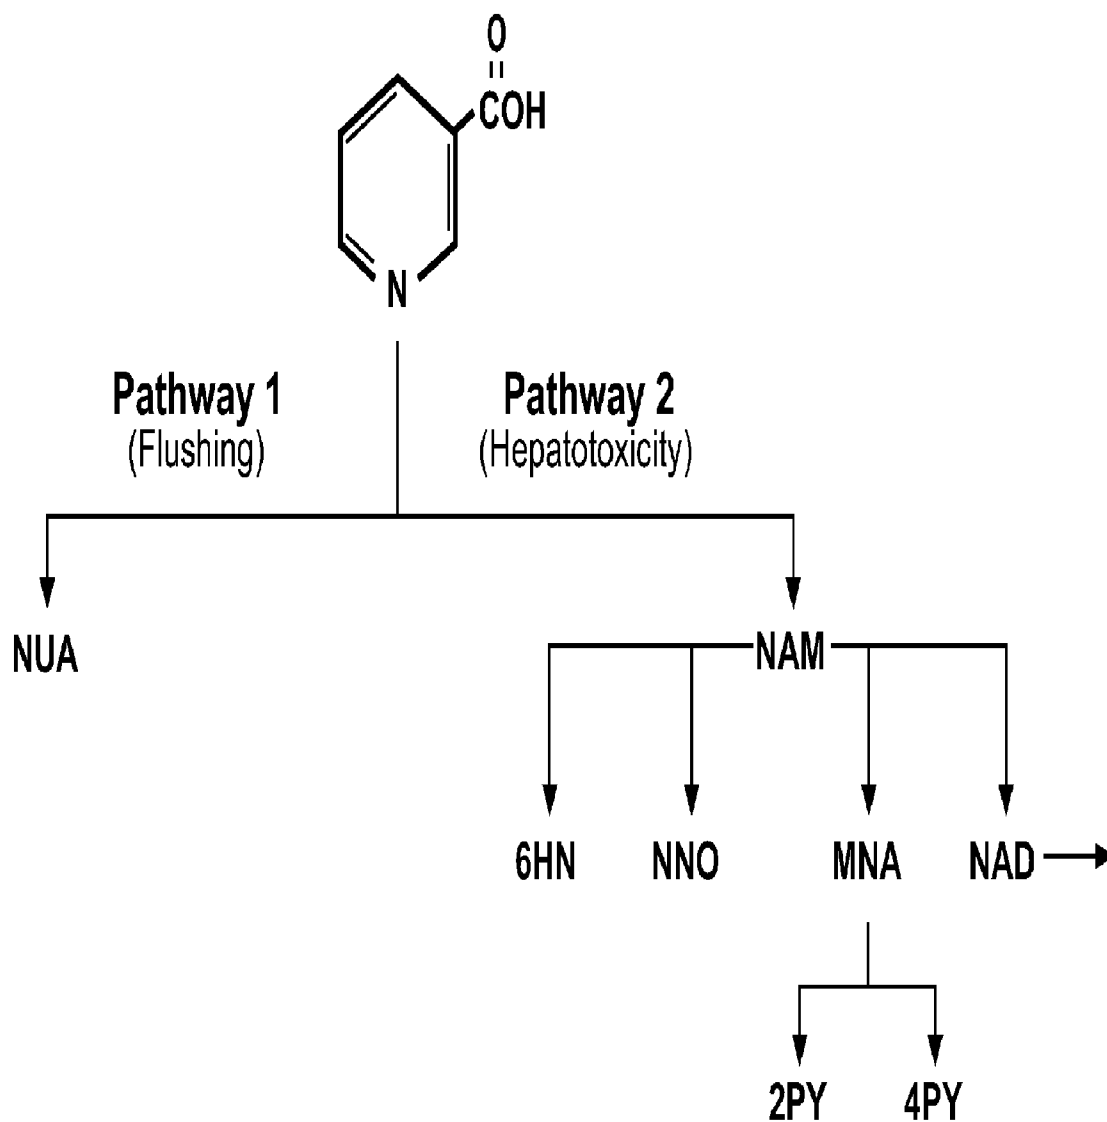 O
COH
N
Pathway 1
(Flushing)
Pathway 2
(Hepatotoxicity)
NUA
NAM
6HN NNO MNA NAD
2PY 4PY